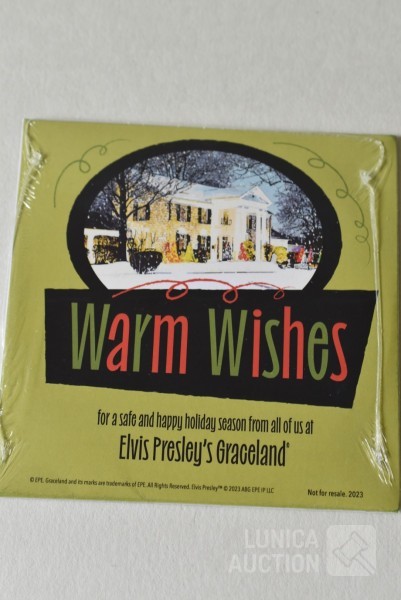 Warm Wishes
for a safe and happy holiday season from all of us at
Elvis Presley's Graceland®
© EPE. Graceland and its marks are trademarks of EPE. All Rights Reserved. Elvis Presley™ © 2023 ABG EPE IP LLC
Not for resale. 2023
LUNICA
AUCTION